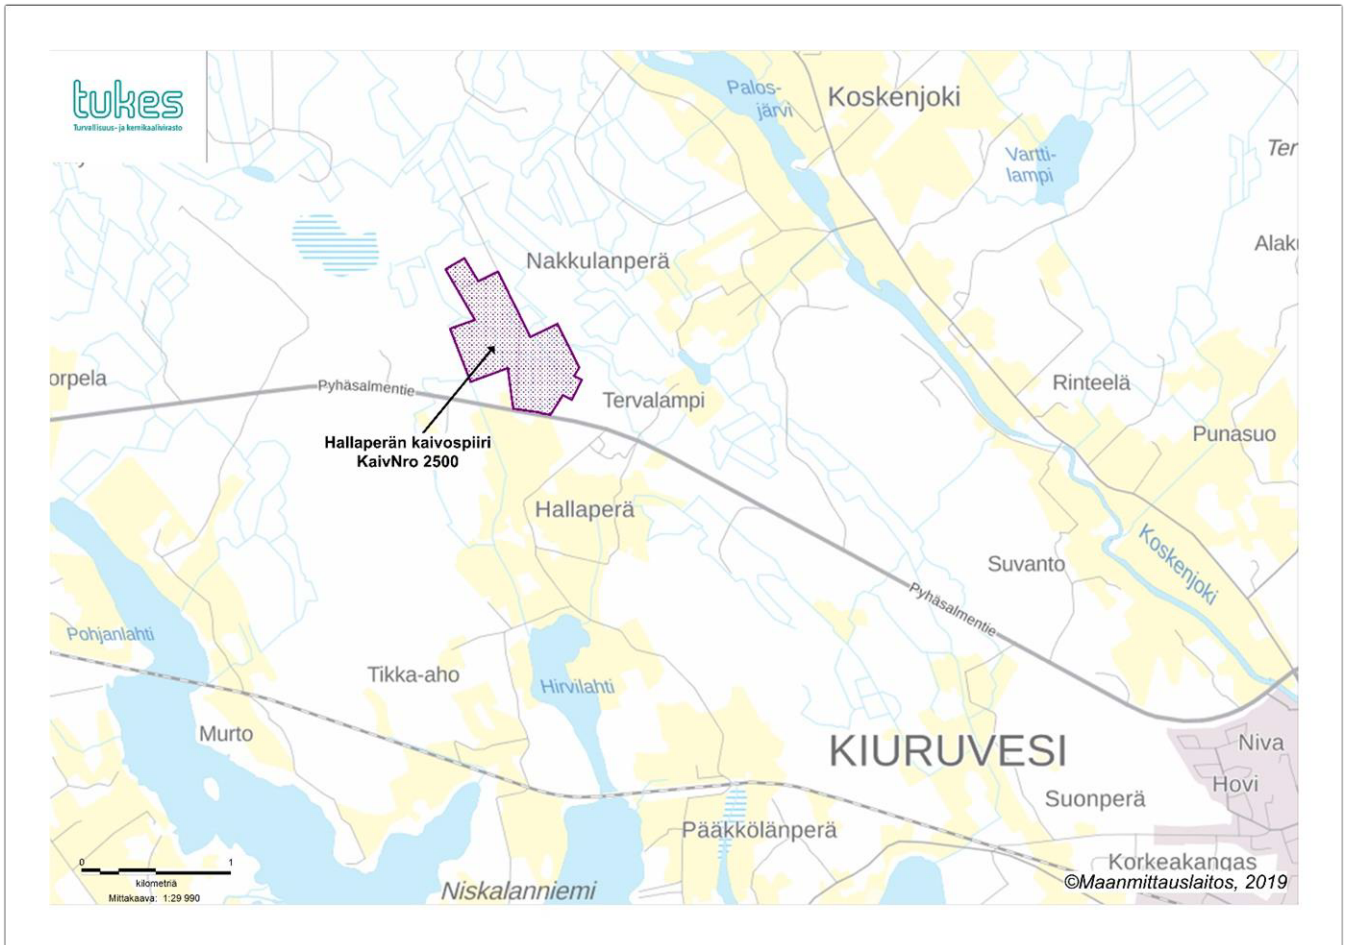 tukes
Turvallisuus- ja kemikaalivirasto
Palos-
järvi
Koskenjoki
Vartti-
lampi
Ter
Alaku
Nakkulanperä
orpela
Pyhäsalmentie
Tervalampi
Rinteelä
Punasuo
Hallaperän kaivospiiri
KaivNro 2500
Hallaperä
Suvanto
Koskenjoki
Pyhäsalmentie
Pohjanlahti
Tikka-aho
Hirvilahti
Murto
KIURUVESI
Niva
Hovi
Suonperä
Pääkkölänperä
Korkeakangas
Niskalanniemi
0 1
kilometriä
Mittakaava: 1:29 990
©Maanmittauslaitos, 2019